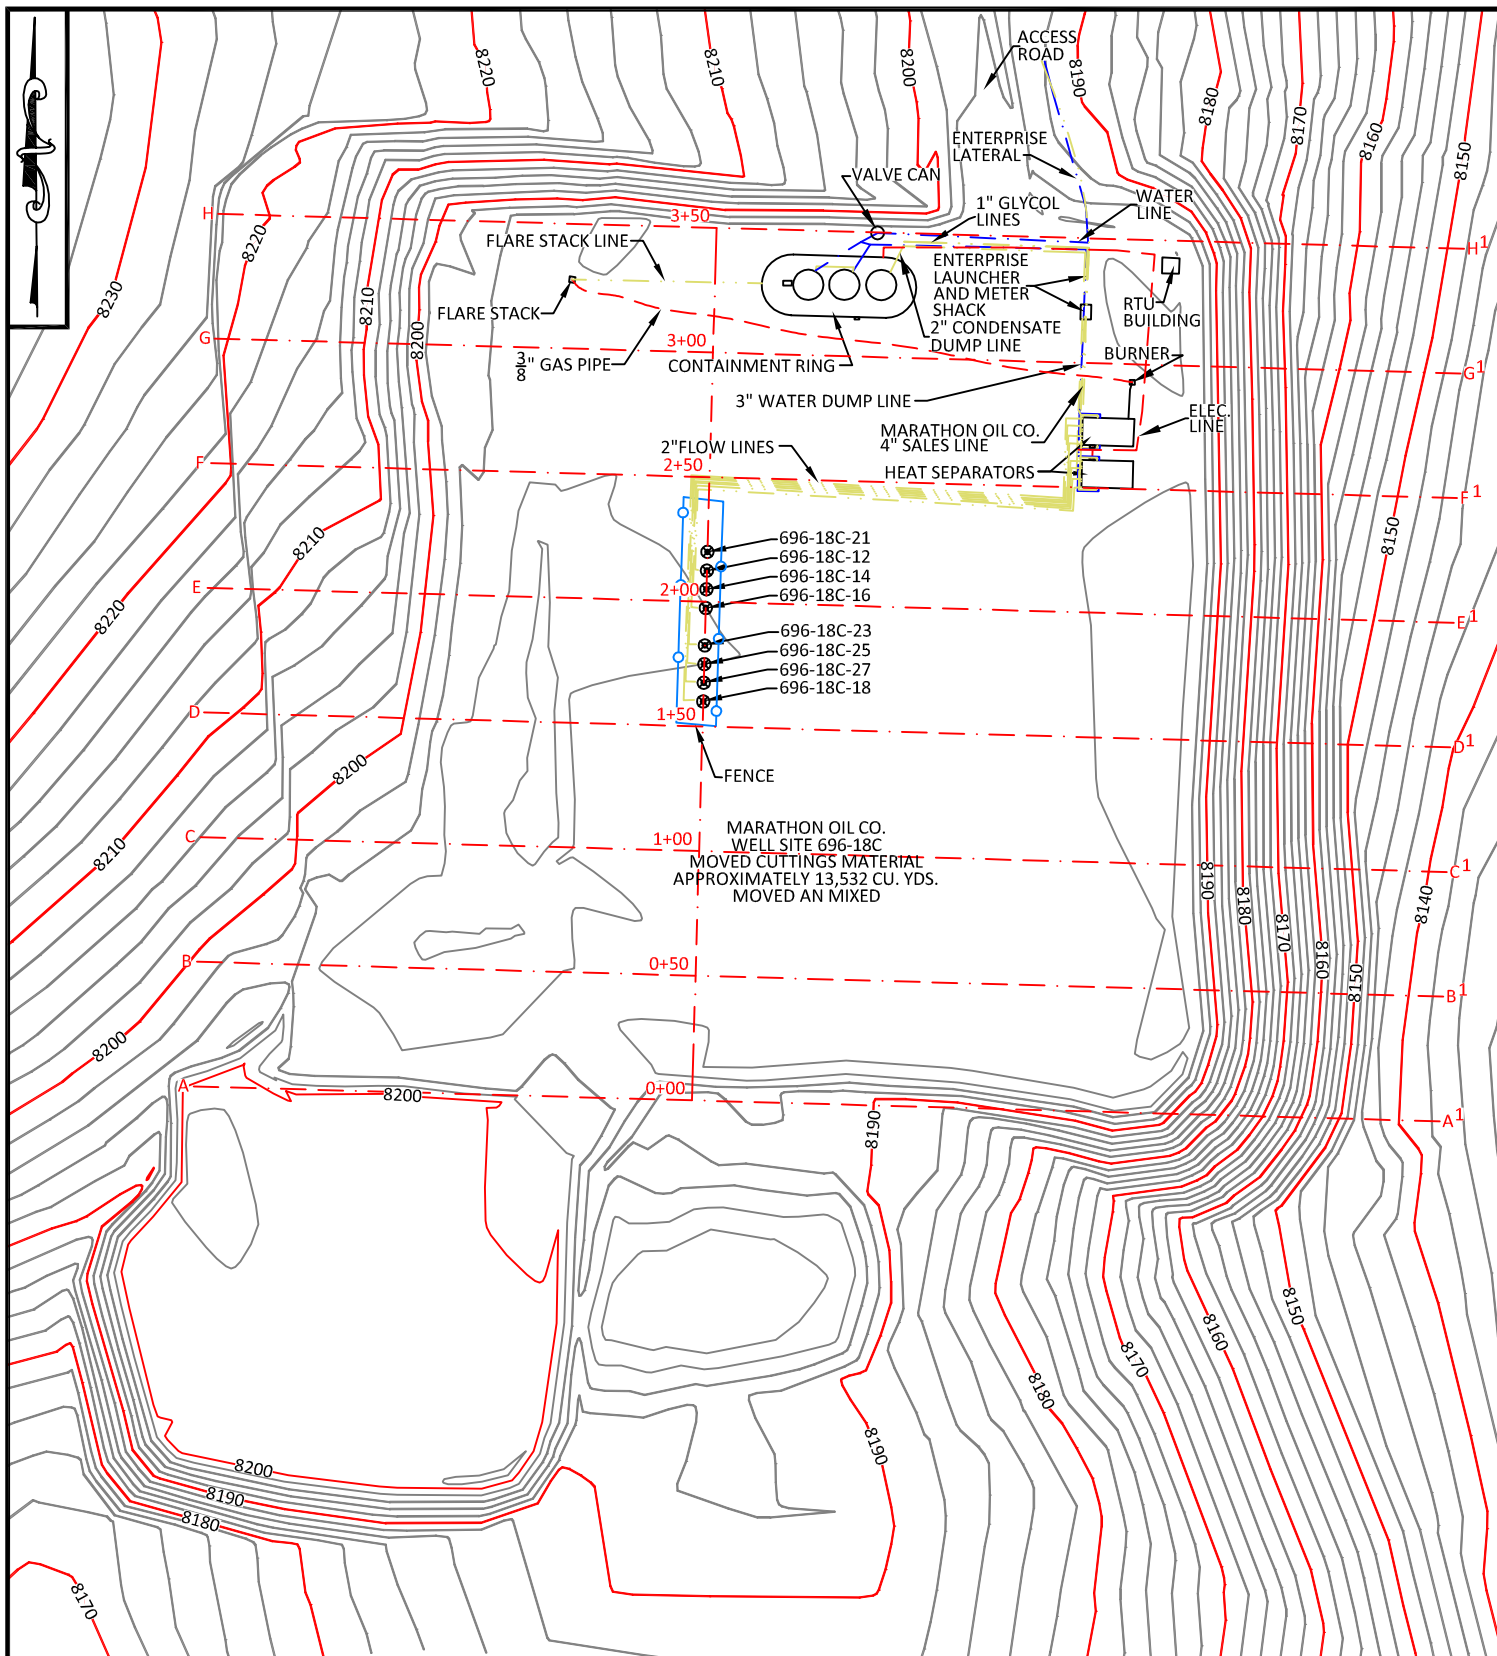 8220
8210
8200
ACCESS
ROAD
8190
8180
8170
8160
8150
ENTERPRISE
LATERAL
VALVE CAN
1" GLYCOL
LINES
WATER
LINE
H
3+50
H1
8220
FLARE STACK LINE
8230
8210
ENTERPRISE
LAUNCHER
AND METER
SHACK
2" CONDENSATE
DUMP LINE
RTU
BUILDING
FLARE STACK
G
8200
3+00
3/8" GAS PIPE
CONTAINMENT RING
BURNER
G1
3" WATER DUMP LINE
ELEC.
LINE
MARATHON OIL CO.
4" SALES LINE
2"FLOW LINES
HEAT SEPARATORS
F
2+50
F1
8210
8150
696-18C-21
696-18C-12
696-18C-14
696-18C-16
E
2+00
E1
8220
696-18C-23
696-18C-25
696-18C-27
696-18C-18
D
1+50
D1
8200
FENCE
C
1+00
C1
8210
MARATHON OIL CO.
WELL SITE 696-18C
MOVED CUTTINGS MATERIAL
APPROXIMATELY 13,532 CU. YDS.
MOVED AN MIXED
8190
8180
8170
8160
8150
8140
B
0+50
B1
8200
A
0+00
A1
8200
8190
8150
8160
8170
8180
8190
8200
8190
8180
8170